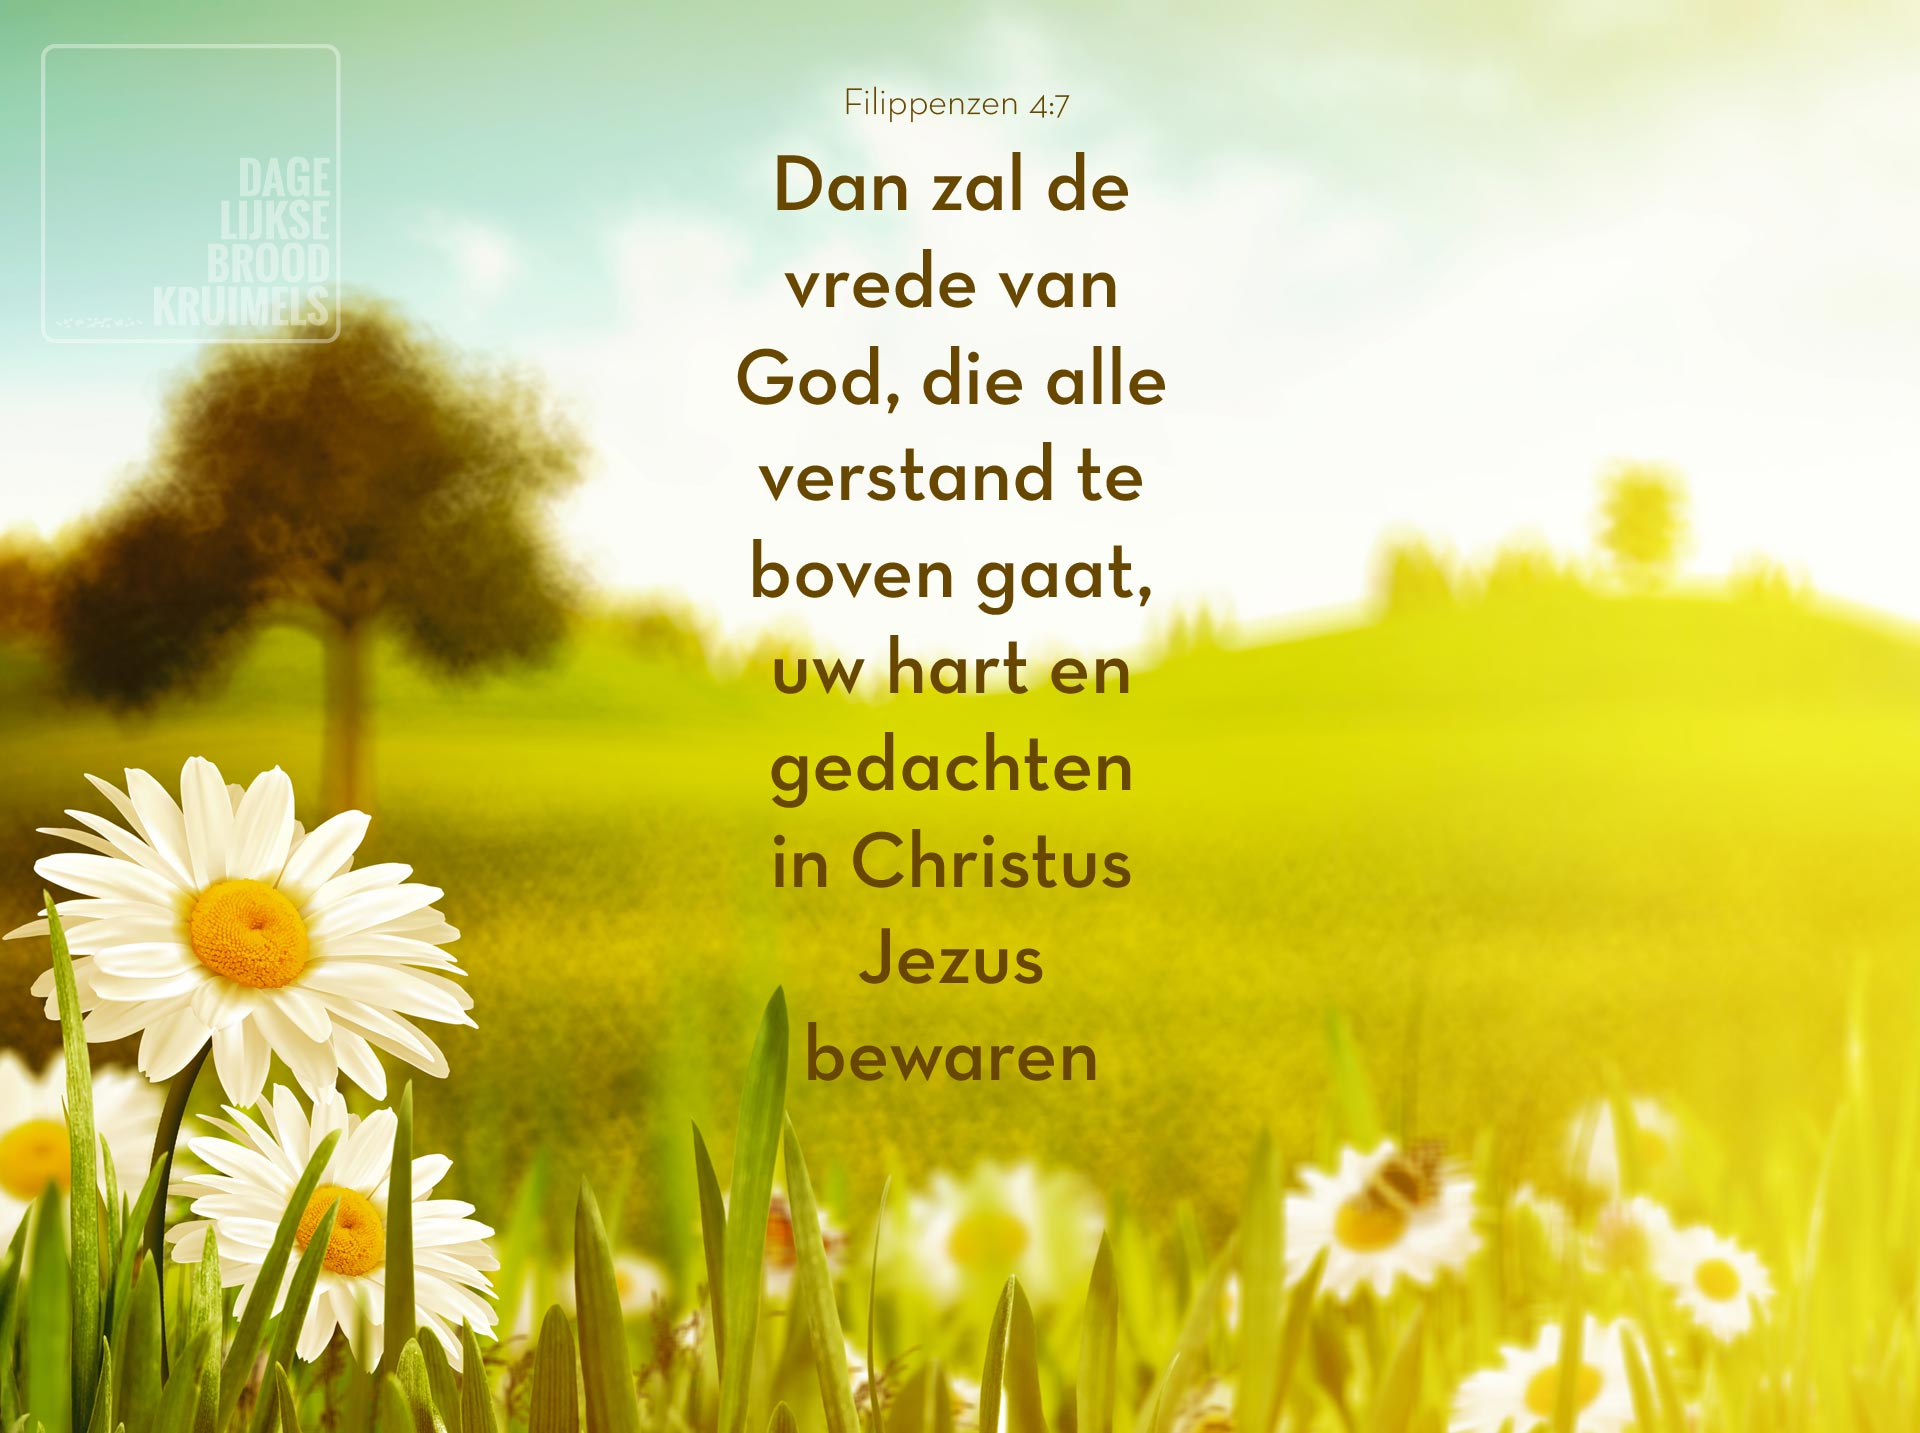 DAGE
LIJKSE
BROOD
KRUIMELS
Filippenzen 4:7
Dan zal de
vrede van
God, die alle
verstand te
boven gaat,
uw hart en
gedachten
in Christus
Jezus
bewaren